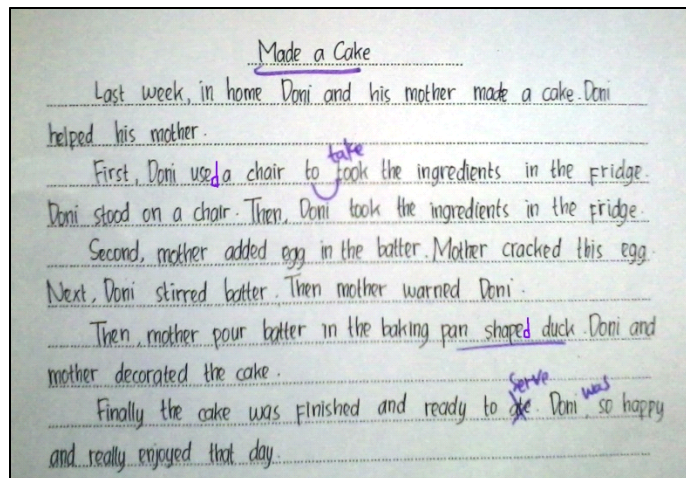 Made a Cake
Last week, in home Doni and his mother made a cake. Doni
helped his mother.
take
First, Doni used a chair to took the ingredients in the fridge.
Doni stood on a chair. Then, Doni took the ingredients in the fridge.
Second, mother added egg in the batter. Mother cracked this egg.
Next, Doni stirred batter. Then mother warned Doni.
Then, mother pour batter in the baking pan shaped duck. Doni and
mother decorated the cake.
serve was
Finally the cake was finished and ready to ate. Doni, so happy
and really enjoyed that day.